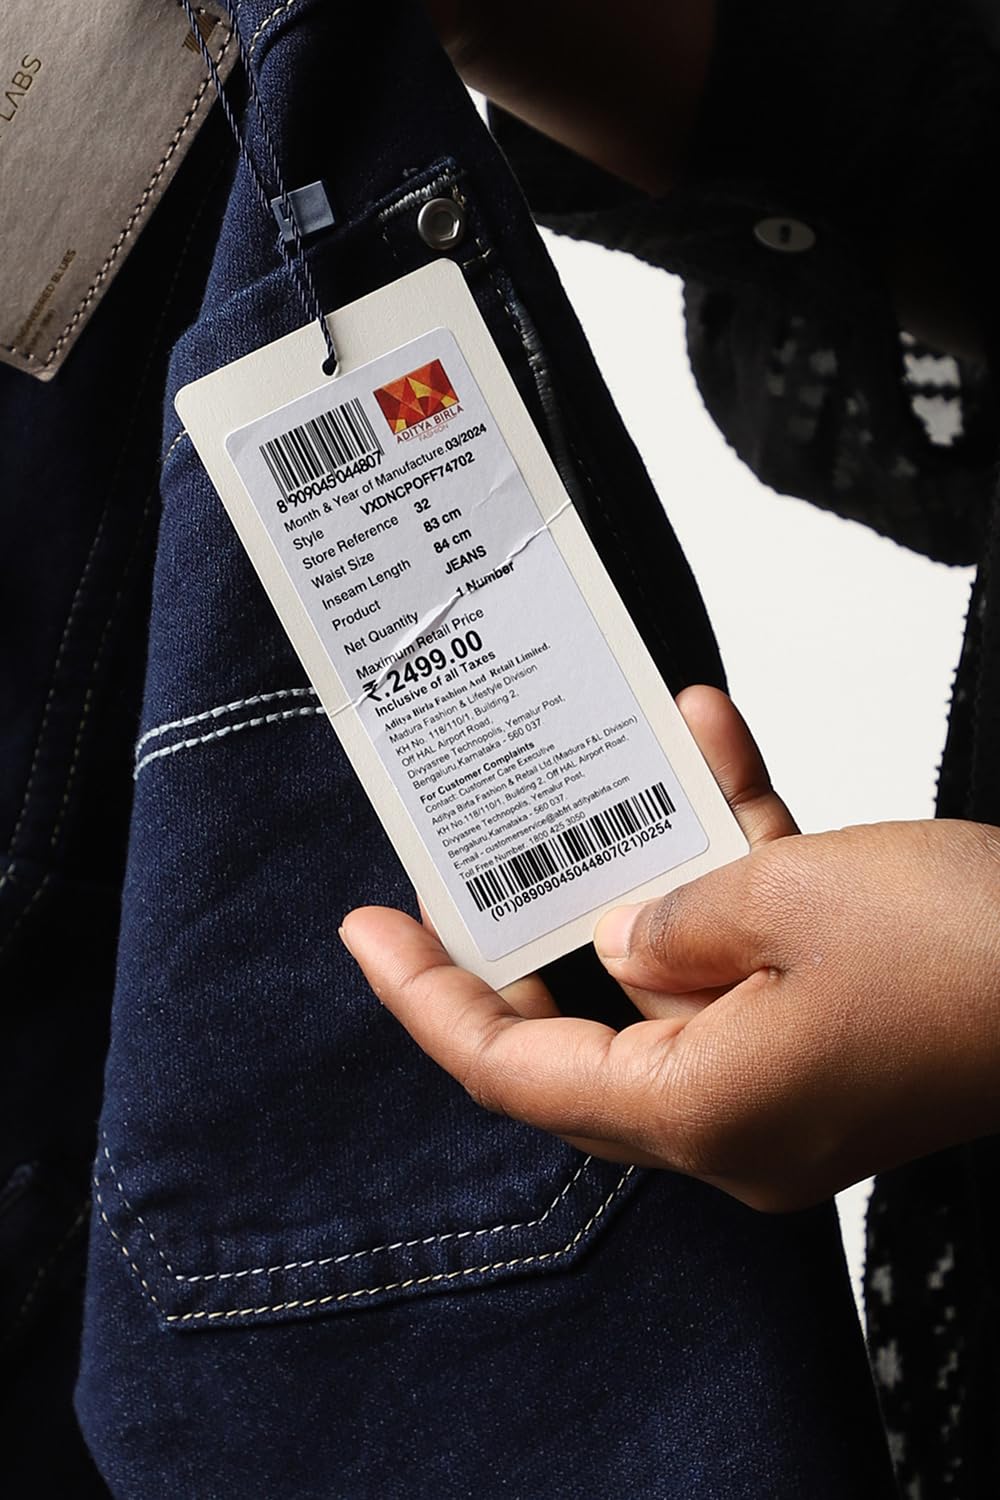 LABS
ADITYA BIRLA
FASHION
8 909045 044807
Month & Year of Manufacture.03/2024
Style VXDNCPOFF74702
Store Reference 32
Waist Size 83 cm
Inseam Length 84 cm
Product JEANS
Net Quantity 1 Number
Maximum Retail Price
₹.2499.00
Inclusive of all Taxes
Aditya Birla Fashion And Retail Limited.
Madura Fashion & Lifestyle Division
KH No. 118/110/1, Building 2,
Off HAL Airport Road,
Divyasree Technopolis, Yemalur Post,
Bengaluru,Karnataka - 560 037.
For Customer Complaints
Contact: Customer Care Executive
Aditya Birla Fashion & Retail Ltd.(Madura F&L Division)
KH No.118/110/1, Building 2, Off HAL Airport Road,
Divyasree Technopolis, Yemalur Post,
Bengaluru,Karnataka - 560 037.
E-mail - customerservice@abfrl.adityabirla.com
Toll Free Number: 1800 425 3050
(01)08909045044807(21)0254